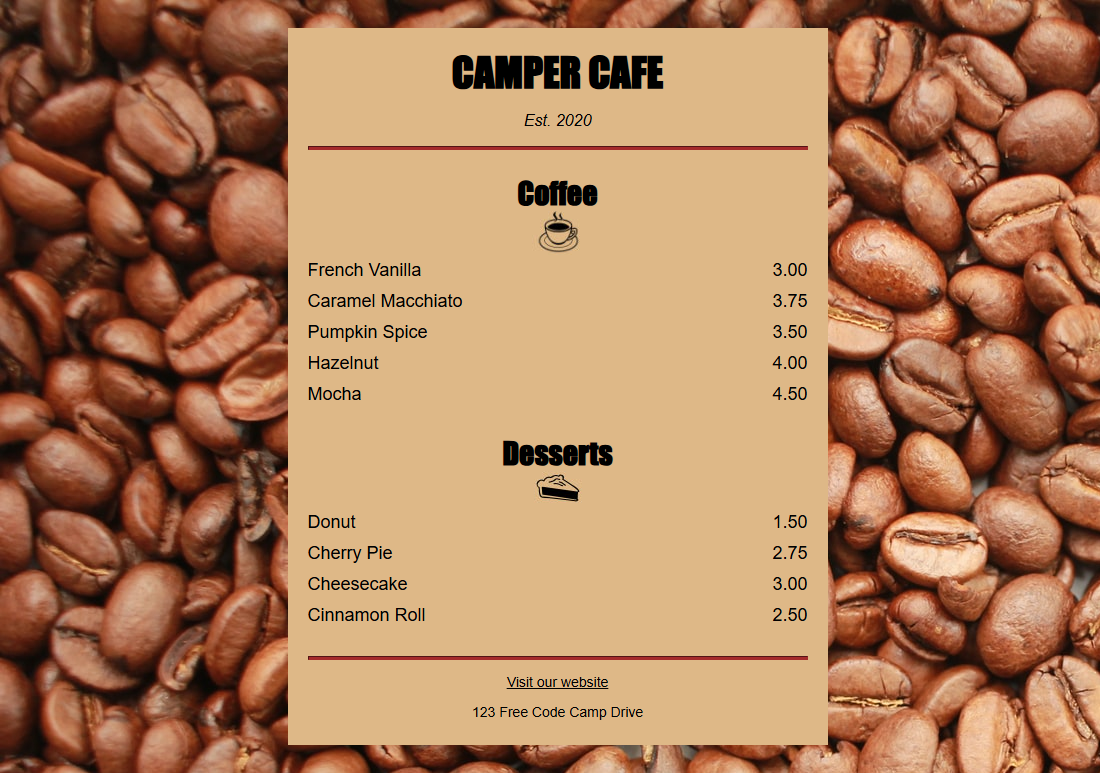 CAMPER CAFE
Est. 2020
Coffee
French Vanilla 3.00
Caramel Macchiato 3.75
Pumpkin Spice 3.50
Hazelnut 4.00
Mocha 4.50
Desserts
Donut 1.50
Cherry Pie 2.75
Cheesecake 3.00
Cinnamon Roll 2.50
Visit our website
123 Free Code Camp Drive